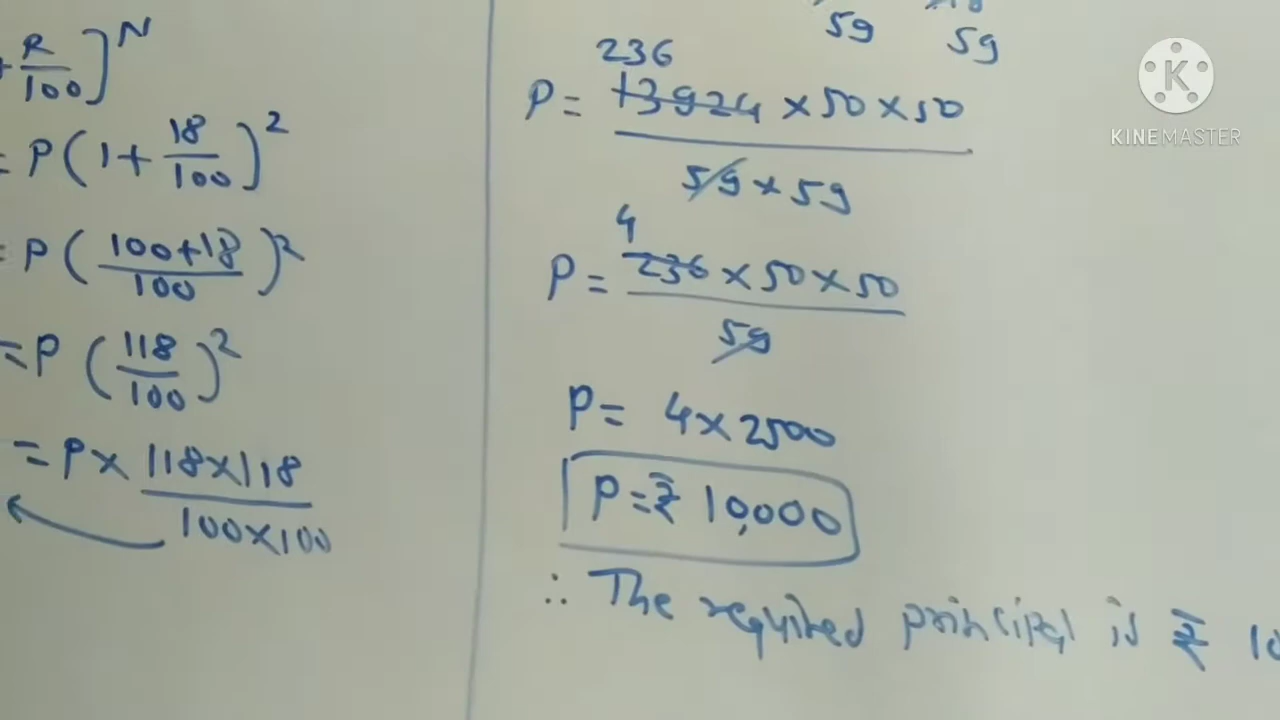 + R/100]^N
= P(1 + 18/100)^2
= P(100+18/100)^2
= P(118/100)^2
= P × 118×118/100×100
59 59
236
P = 13924 × 50 × 50
59 × 59
4
P = 236 × 50 × 50
59
P = 4 × 2500
P = ₹ 10,000
∴ The required principal is ₹ 10
K
KINEMASTER